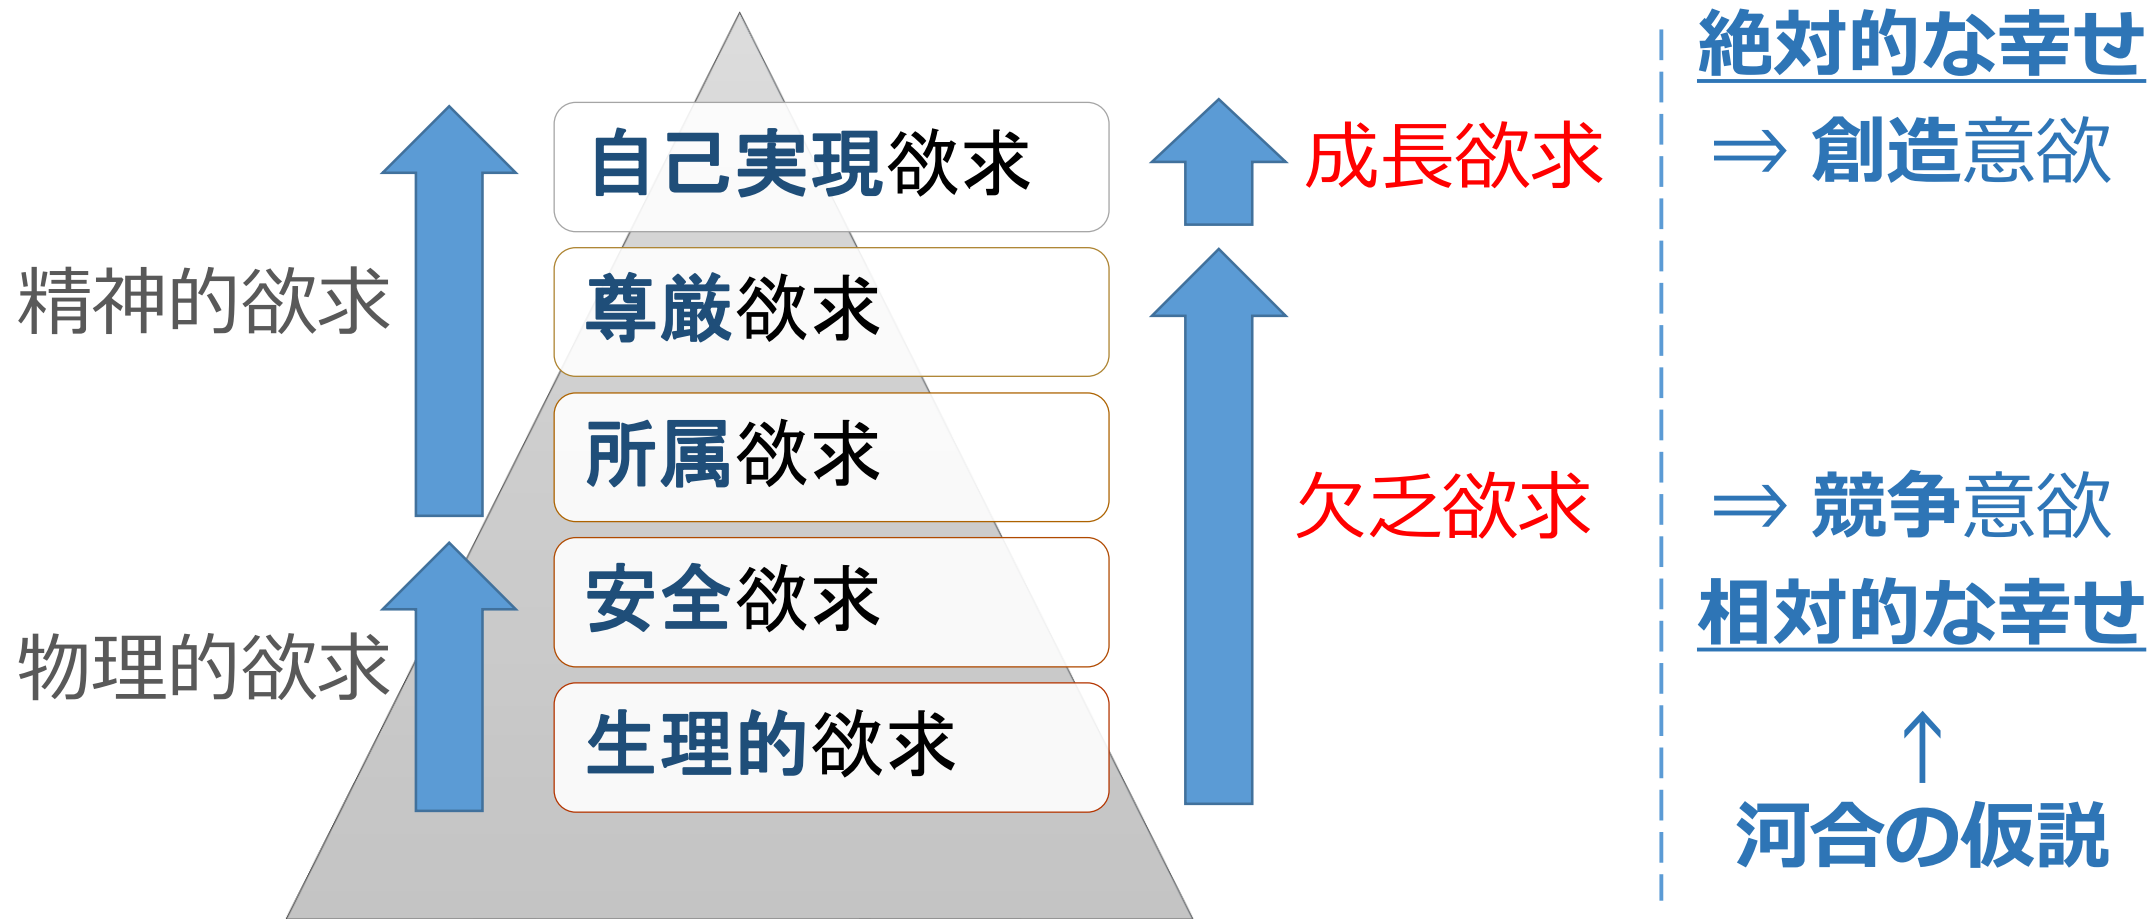 絶対的な幸せ
自己実現欲求
成長欲求
⇒ 創造意欲
精神的欲求
尊厳欲求
所属欲求
欠乏欲求
⇒ 競争意欲
安全欲求
相対的な幸せ
物理的欲求
生理的欲求
↑
河合の仮説